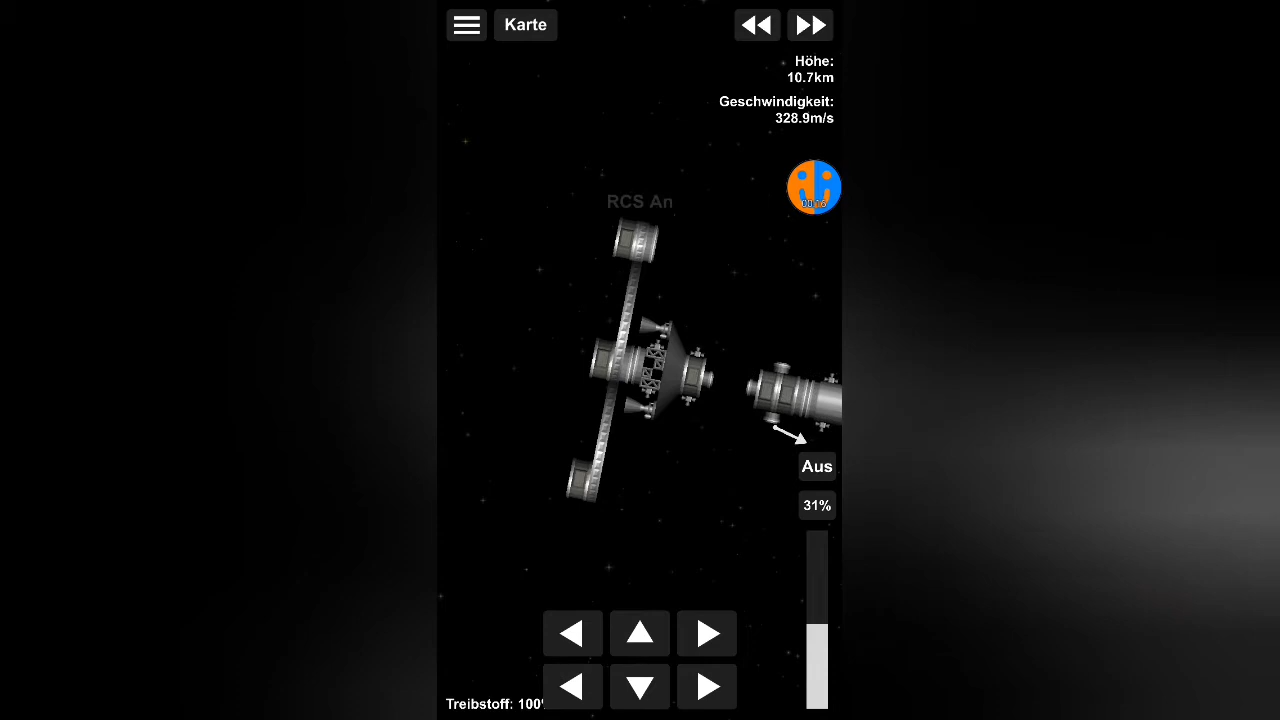 Karte
Höhe:
10.7km
Geschwindigkeit:
328.9m/s
RCS An
Aus
31%
Treibstoff: 100%